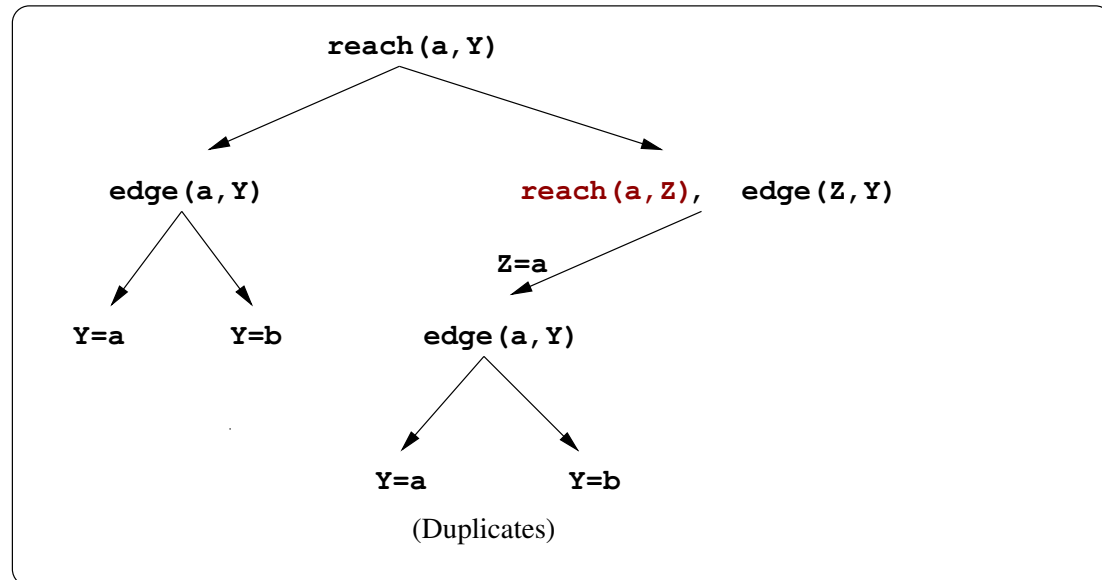 reach(a,Y)
edge(a,Y)
reach(a,Z), edge(Z,Y)
Z=a
Y=a
Y=b
edge(a,Y)
Y=a
Y=b
(Duplicates)